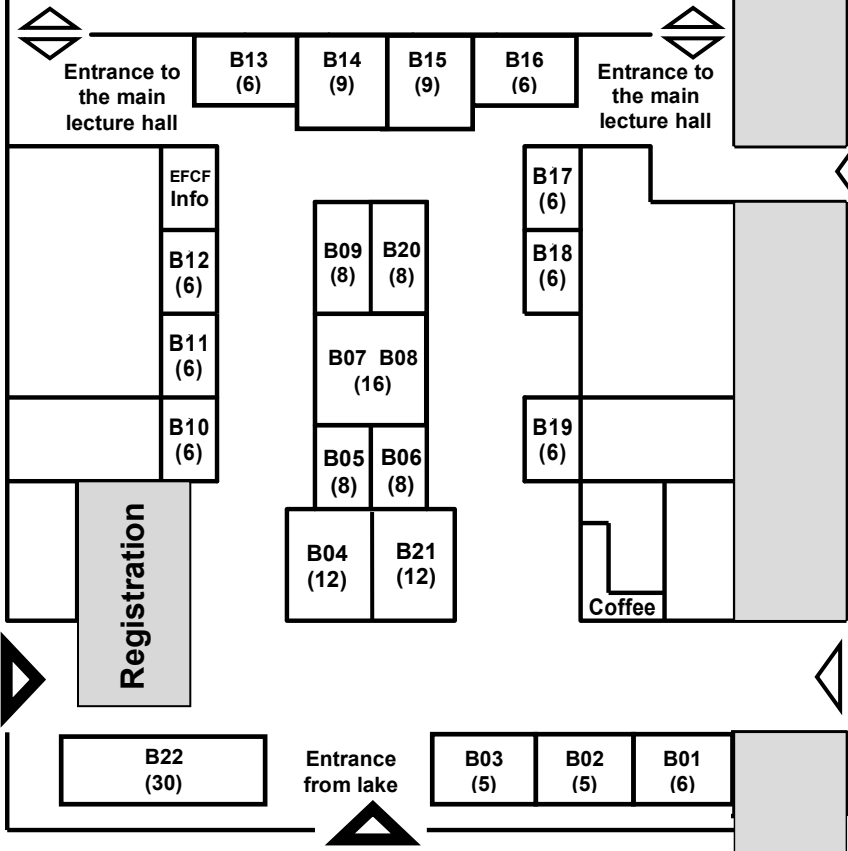 Entrance to
the main
lecture hall
B13
(6)
B14
(9)
B15
(9)
B16
(6)
Entrance to
the main
lecture hall
EFCF
Info
B12
(6)
B11
(6)
B10
(6)
B09
(8)
B20
(8)
B07 B08
(16)
B05
(8)
B06
(8)
B04
(12)
B21
(12)
B17
(6)
B18
(6)
B19
(6)
Registration
Coffee
B22
(30)
Entrance
from lake
B03
(5)
B02
(5)
B01
(6)